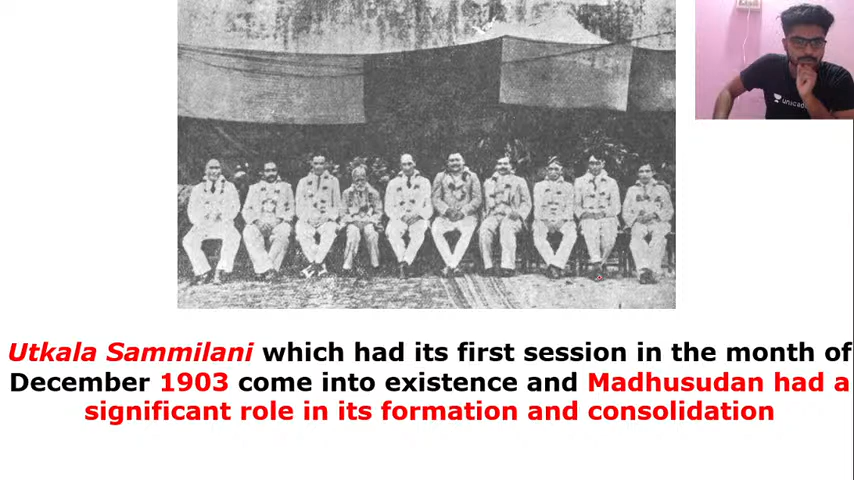 unacad
Utkala Sammilani which had its first session in the month of
December 1903 come into existence and Madhusudan had a
significant role in its formation and consolidation